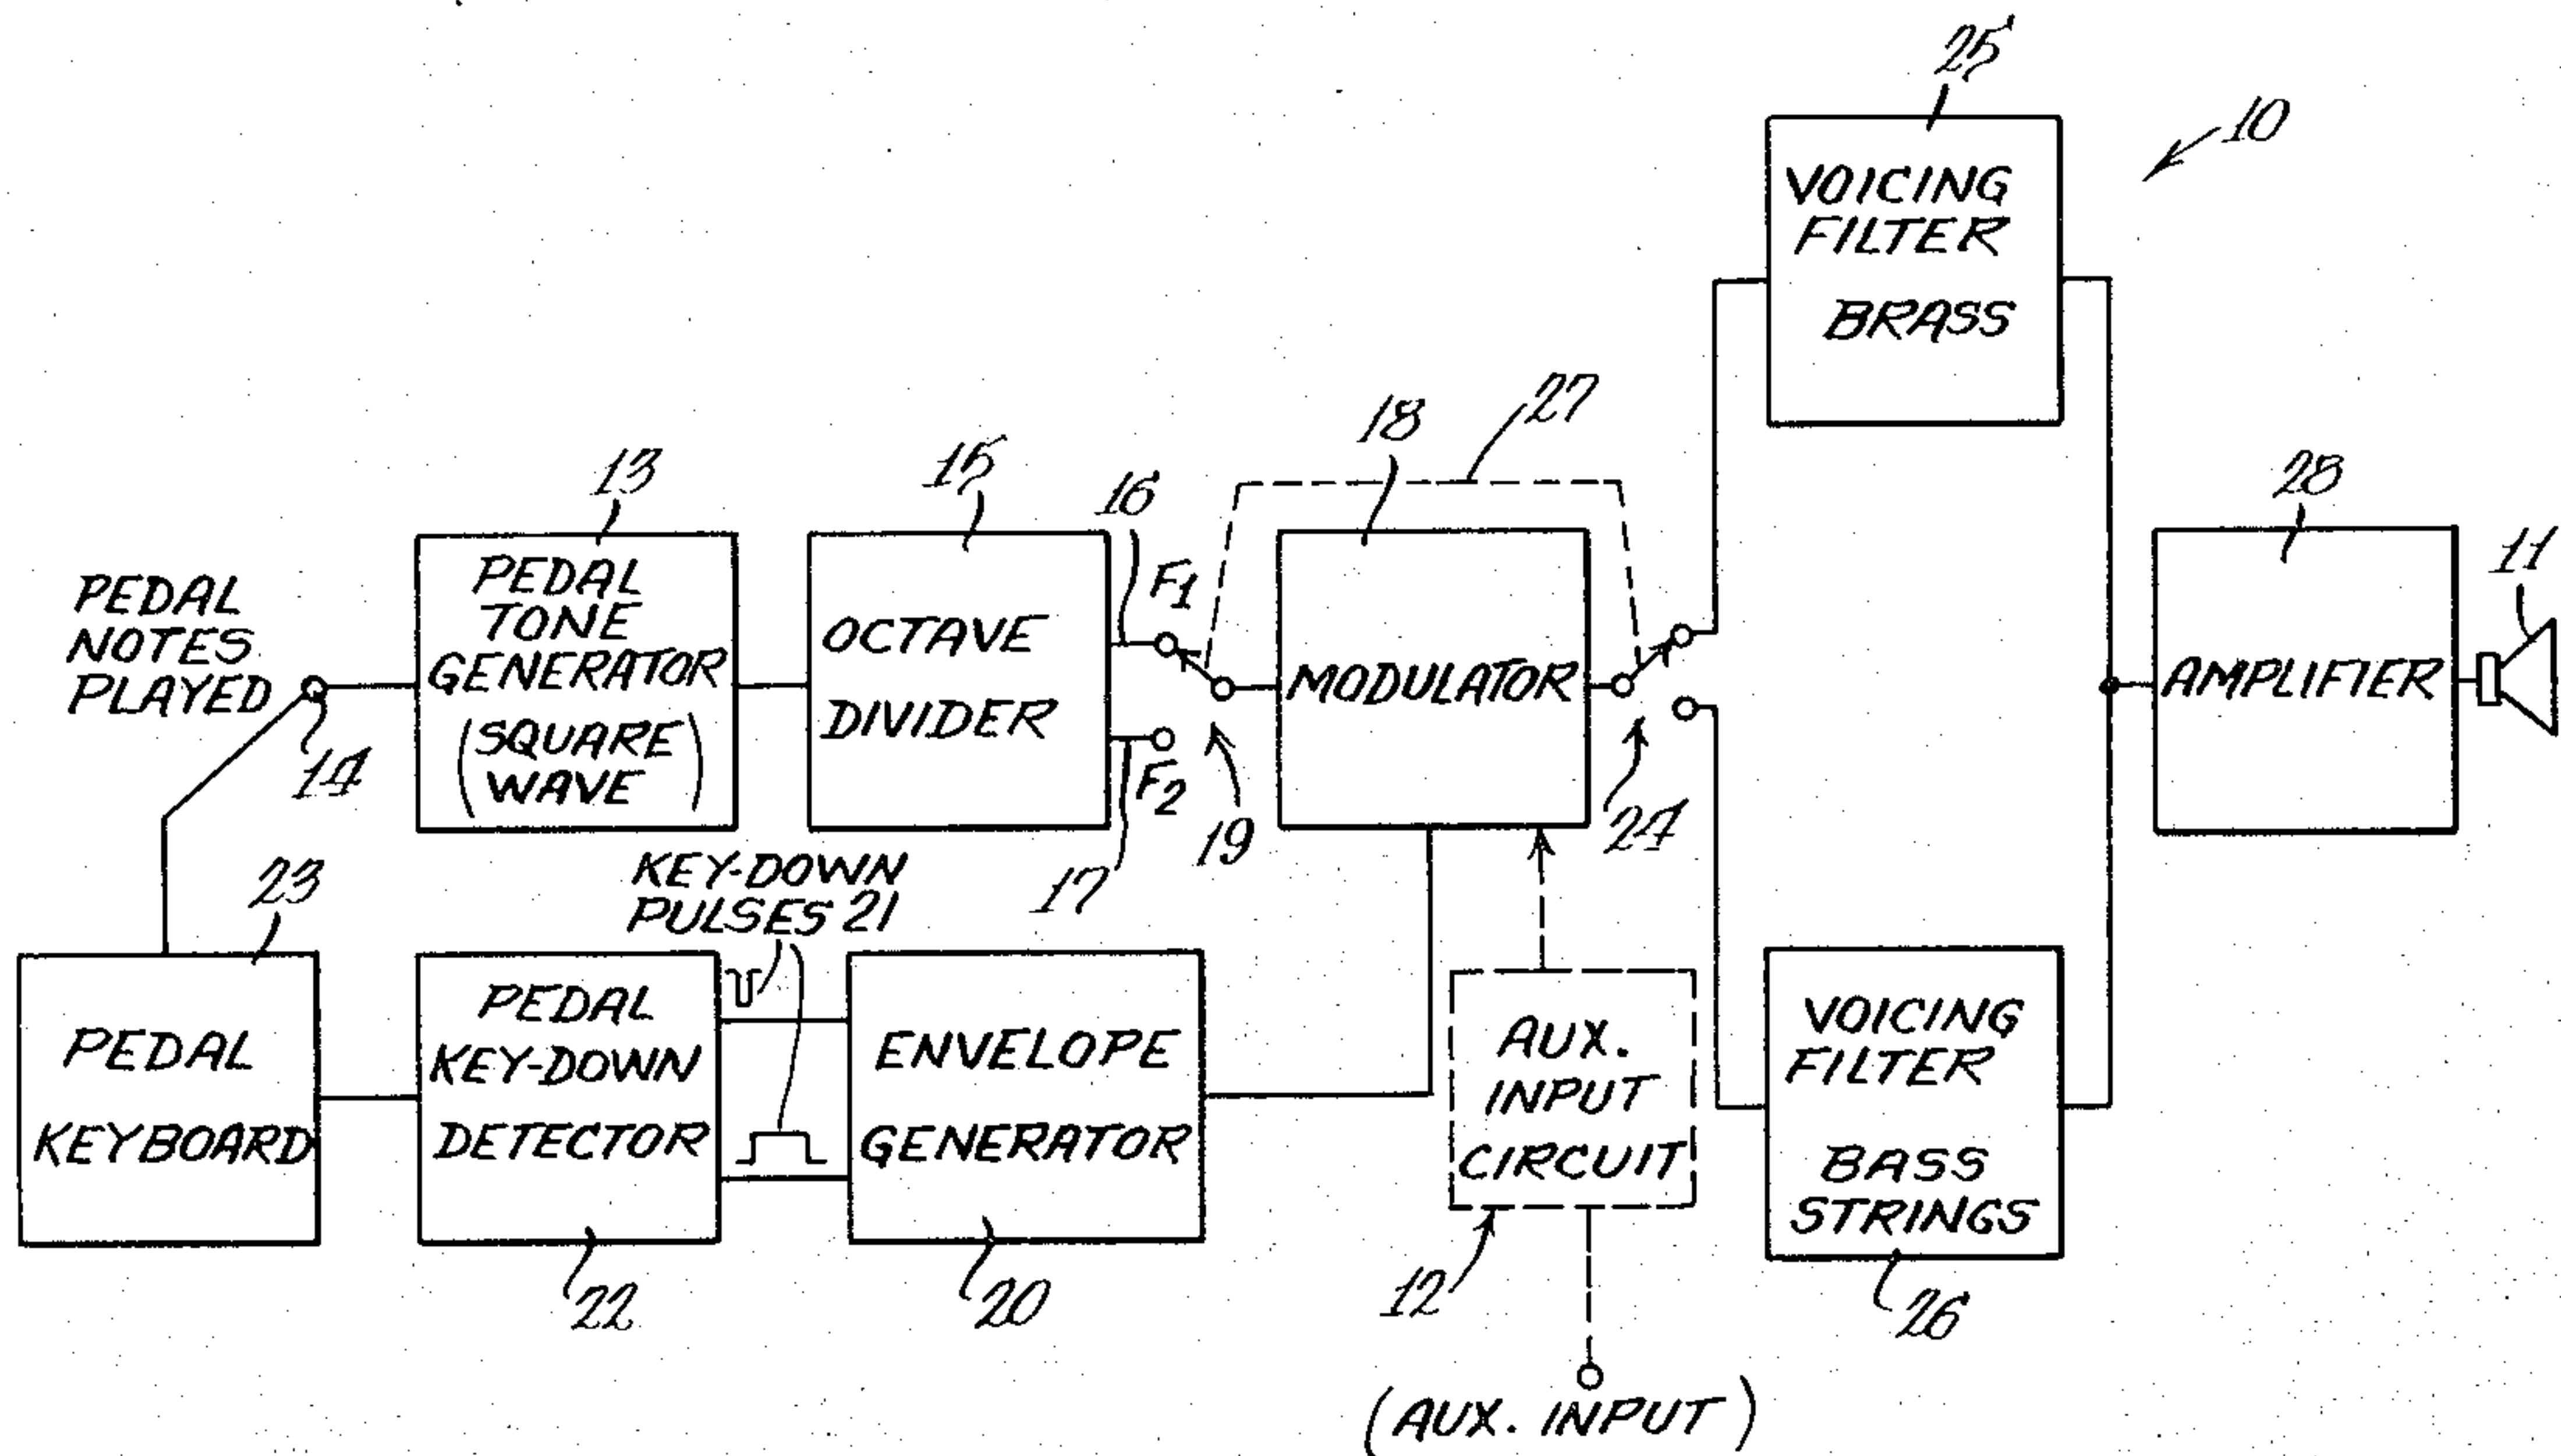 25
10
VOICING
FILTER
BRASS
27
18
13
15
16
28
11
PEDAL
NOTES
PLAYED
14
PEDAL
TONE
GENERATOR
(SQUARE
WAVE)
OCTAVE
DIVIDER
F1
F2
17
19
MODULATOR
24
AMPLIFIER
KEY-DOWN
PULSES 21
23
PEDAL
KEYBOARD
PEDAL
KEY-DOWN
DETECTOR
22
ENVELOPE
GENERATOR
20
AUX.
INPUT
CIRCUIT
12
(AUX. INPUT)
VOICING
FILTER
BASS
STRINGS
26